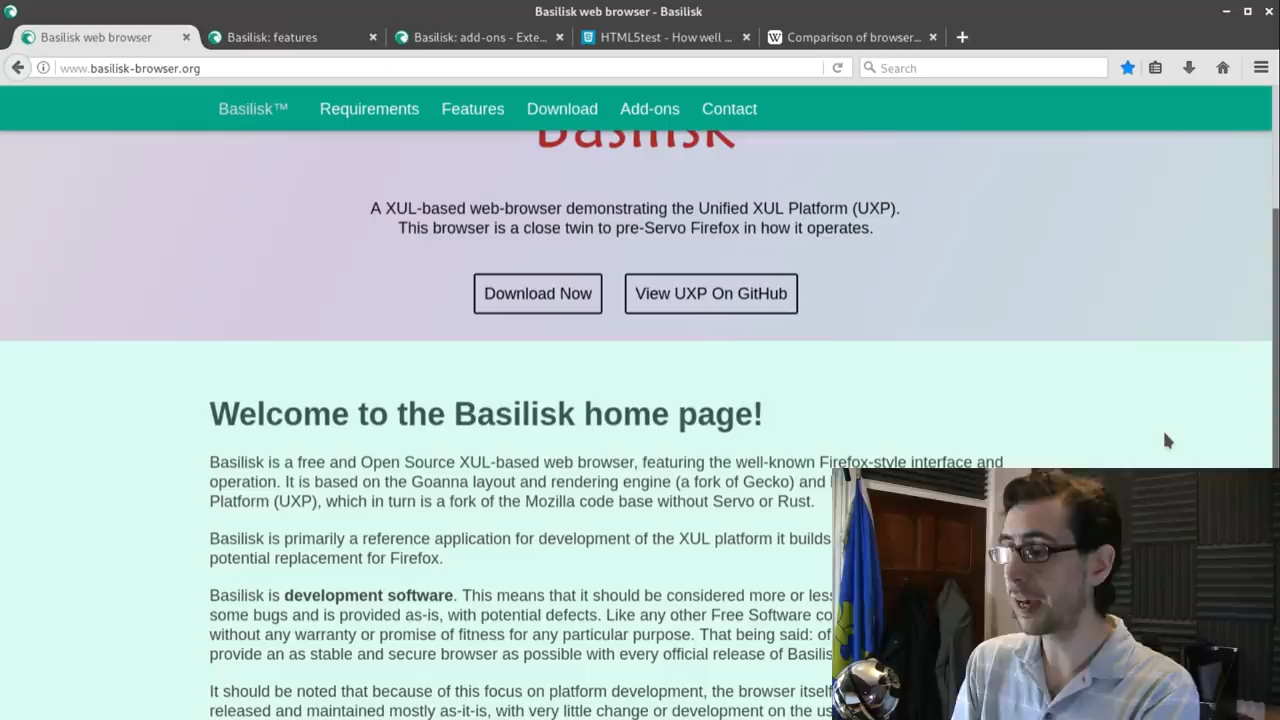 Basilisk web browser - Basilisk
Basilisk web browser
Basilisk: features
Basilisk: add-ons - Exte...
HTML5test - How well ...
Comparison of browser...
www.basilisk-browser.org
Search
Basilisk™ Requirements Features Download Add-ons Contact
Basilisk
A XUL-based web-browser demonstrating the Unified XUL Platform (UXP).
This browser is a close twin to pre-Servo Firefox in how it operates.
Download Now
View UXP On GitHub
Welcome to the Basilisk home page!
Basilisk is a free and Open Source XUL-based web browser, featuring the well-known Firefox-style interface and
operation. It is based on the Goanna layout and rendering engine (a fork of Gecko) and
Platform (UXP), which in turn is a fork of the Mozilla code base without Servo or Rust.
Basilisk is primarily a reference application for development of the XUL platform it builds
potential replacement for Firefox.
Basilisk is development software. This means that it should be considered more or less
some bugs and is provided as-is, with potential defects. Like any other Free Software co
without any warranty or promise of fitness for any particular purpose. That being said: of
provide an as stable and secure browser as possible with every official release of Basilis
It should be noted that because of this focus on platform development, the browser itself
released and maintained mostly as-it-is, with very little change or development on the us